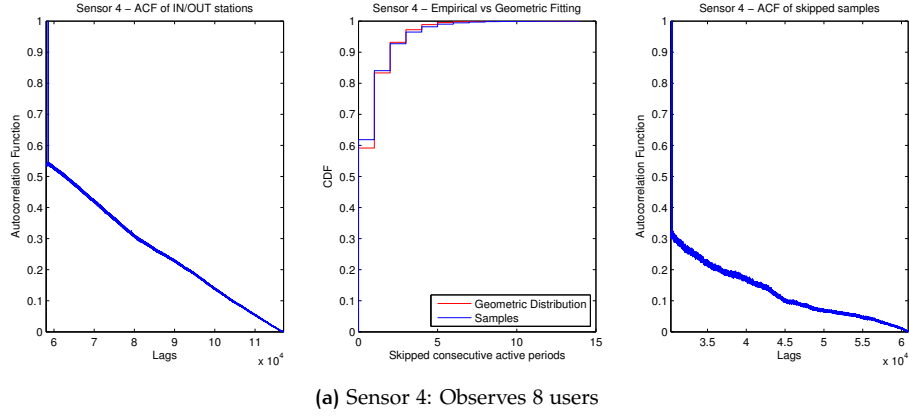 Sensor 4 − ACF of IN/OUT stations
1
0.9
0.8
0.7
0.6
0.5
0.4
0.3
0.2
0.1
0
Autocorrelation Function
6 7 8 9 10 11
x 10^4
Lags
Sensor 4 − Empirical vs Geometric Fitting
1
0.9
0.8
0.7
0.6
0.5
0.4
0.3
0.2
0.1
0
CDF
Geometric Distribution
Samples
0 5 10 15
Skipped consecutive active periods
Sensor 4 − ACF of skipped samples
1
0.9
0.8
0.7
0.6
0.5
0.4
0.3
0.2
0.1
0
Autocorrelation Function
3.5 4 4.5 5 5.5 6
x 10^4
Lags
(a) Sensor 4: Observes 8 users